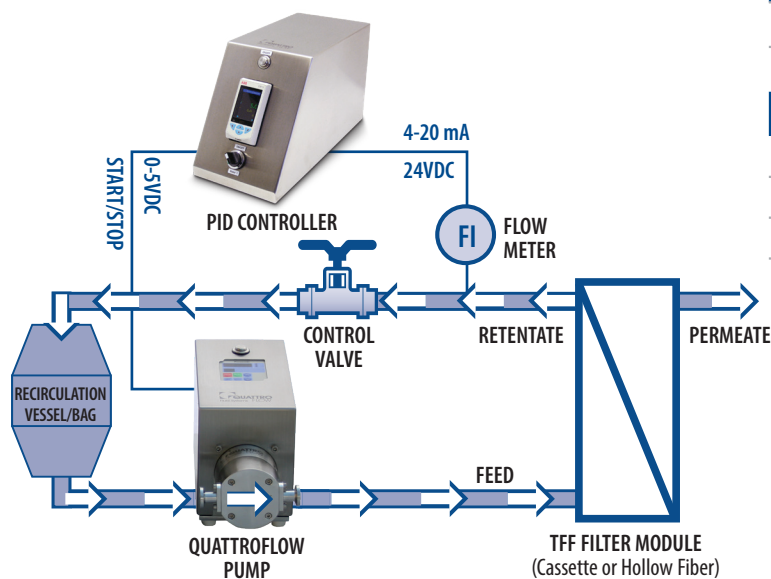 4-20 mA
24VDC
0-5VDC
START/STOP
PID CONTROLLER
FI
FLOW
METER
CONTROL
VALVE
RETENTATE
PERMEATE
RECIRCULATION
VESSEL/BAG
QUATTRO
FEED
QUATTROFLOW
PUMP
TFF FILTER MODULE
(Cassette or Hollow Fiber)